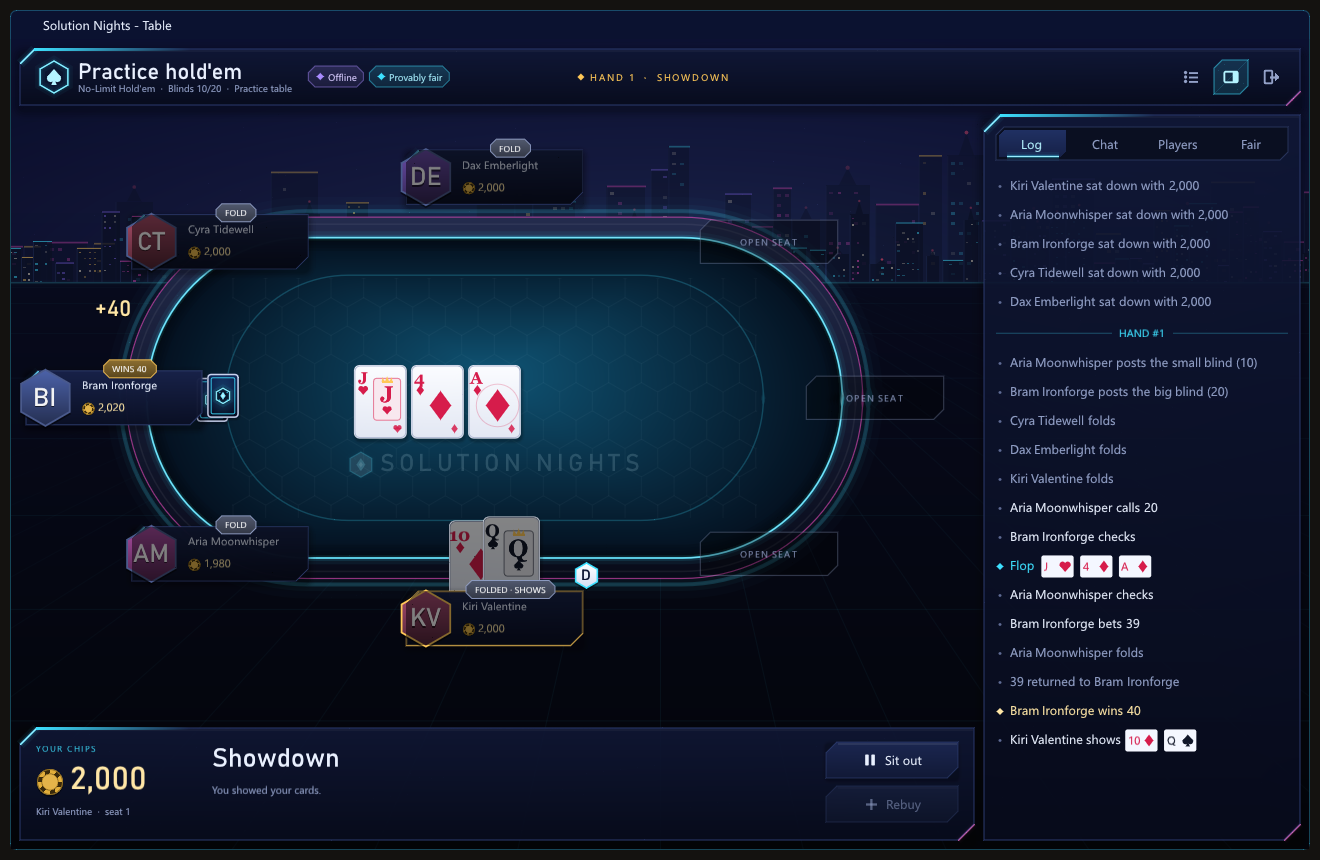 Solution Nights - Table
Practice hold'em
No-Limit Hold'em · Blinds 10/20 · Practice table
Offline
Provably fair
HAND 1 · SHOWDOWN
FOLD
DE
Dax Emberlight
2,000
FOLD
CT
Cyra Tidewell
2,000
OPEN SEAT
+40
WINS 40
BI
Bram Ironforge
2,020
J
J
4
A
OPEN SEAT
SOLUTION NIGHTS
FOLD
AM
Aria Moonwhisper
1,980
10
Q
Q
D
OPEN SEAT
FOLDED · SHOWS
KV
Kiri Valentine
2,000
YOUR CHIPS
2,000
Kiri Valentine · seat 1
Showdown
You showed your cards.
Sit out
Rebuy
Log
Chat
Players
Fair
Kiri Valentine sat down with 2,000
Aria Moonwhisper sat down with 2,000
Bram Ironforge sat down with 2,000
Cyra Tidewell sat down with 2,000
Dax Emberlight sat down with 2,000
HAND #1
Aria Moonwhisper posts the small blind (10)
Bram Ironforge posts the big blind (20)
Cyra Tidewell folds
Dax Emberlight folds
Kiri Valentine folds
Aria Moonwhisper calls 20
Bram Ironforge checks
Flop J♥ 4♦ A♦
Aria Moonwhisper checks
Bram Ironforge bets 39
Aria Moonwhisper folds
39 returned to Bram Ironforge
Bram Ironforge wins 40
Kiri Valentine shows 10♦ Q♠